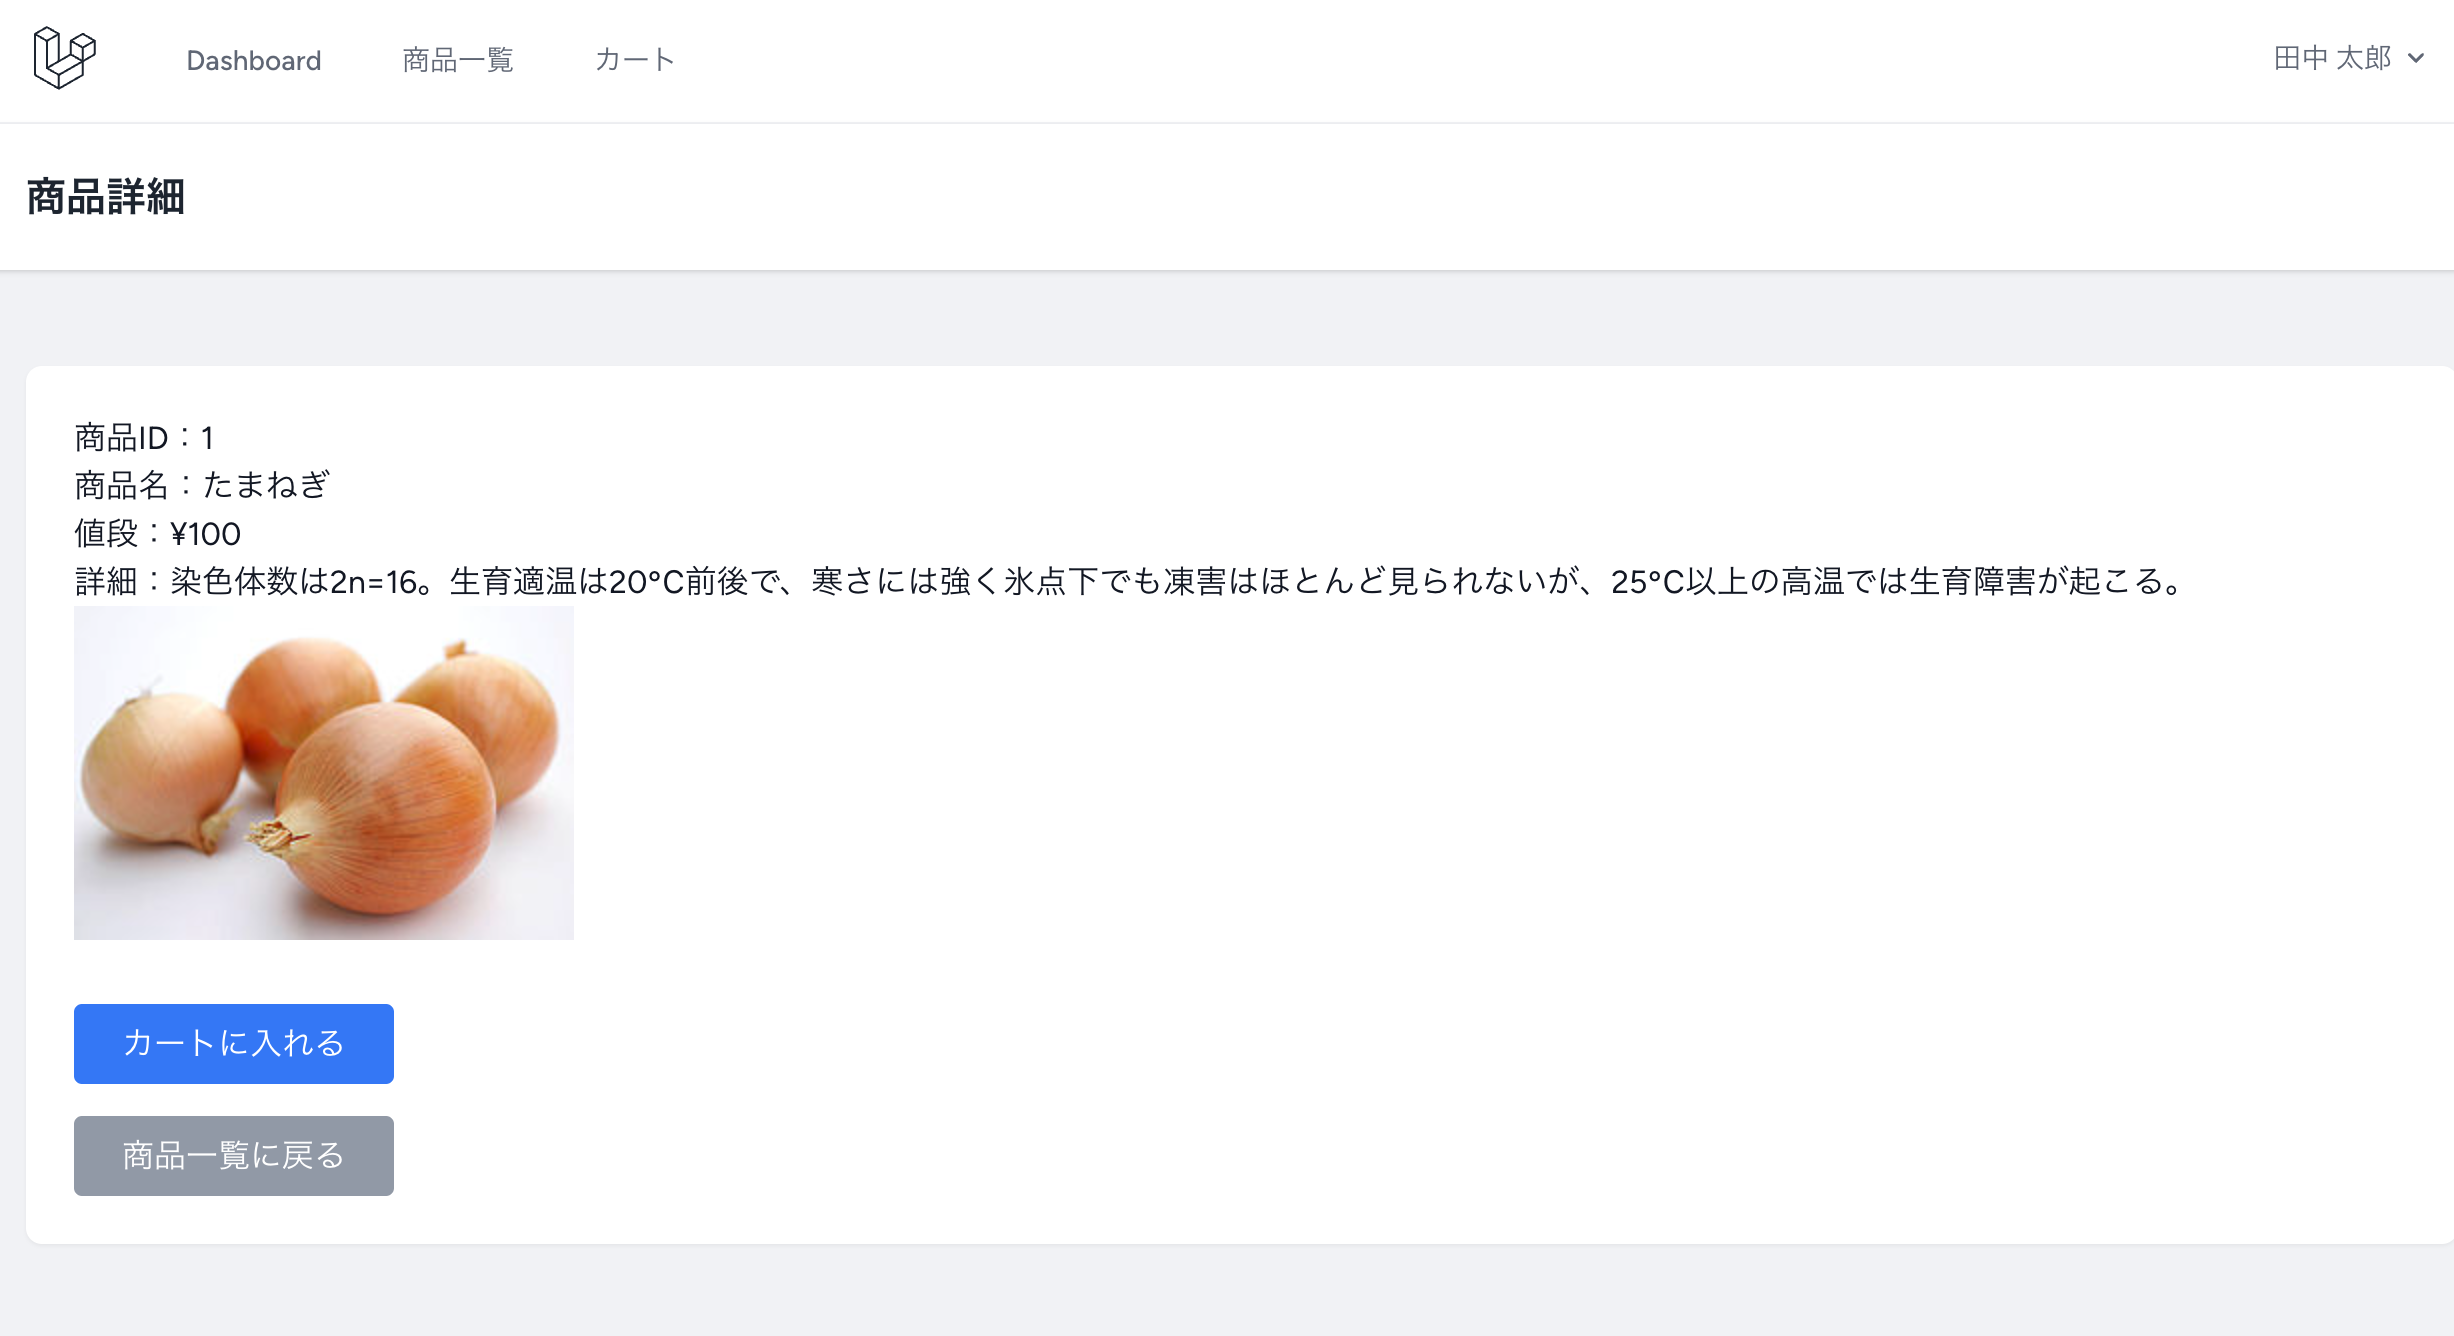 Dashboard 商品一覧 カート 田中 太郎
商品詳細
商品ID：1
商品名：たまねぎ
値段：¥100
詳細：染色体数は2n=16。生育適温は20°C前後で、寒さには強く氷点下でも凍害はほとんど見られないが、25°C以上の高温では生育障害が起こる。
カートに入れる
商品一覧に戻る